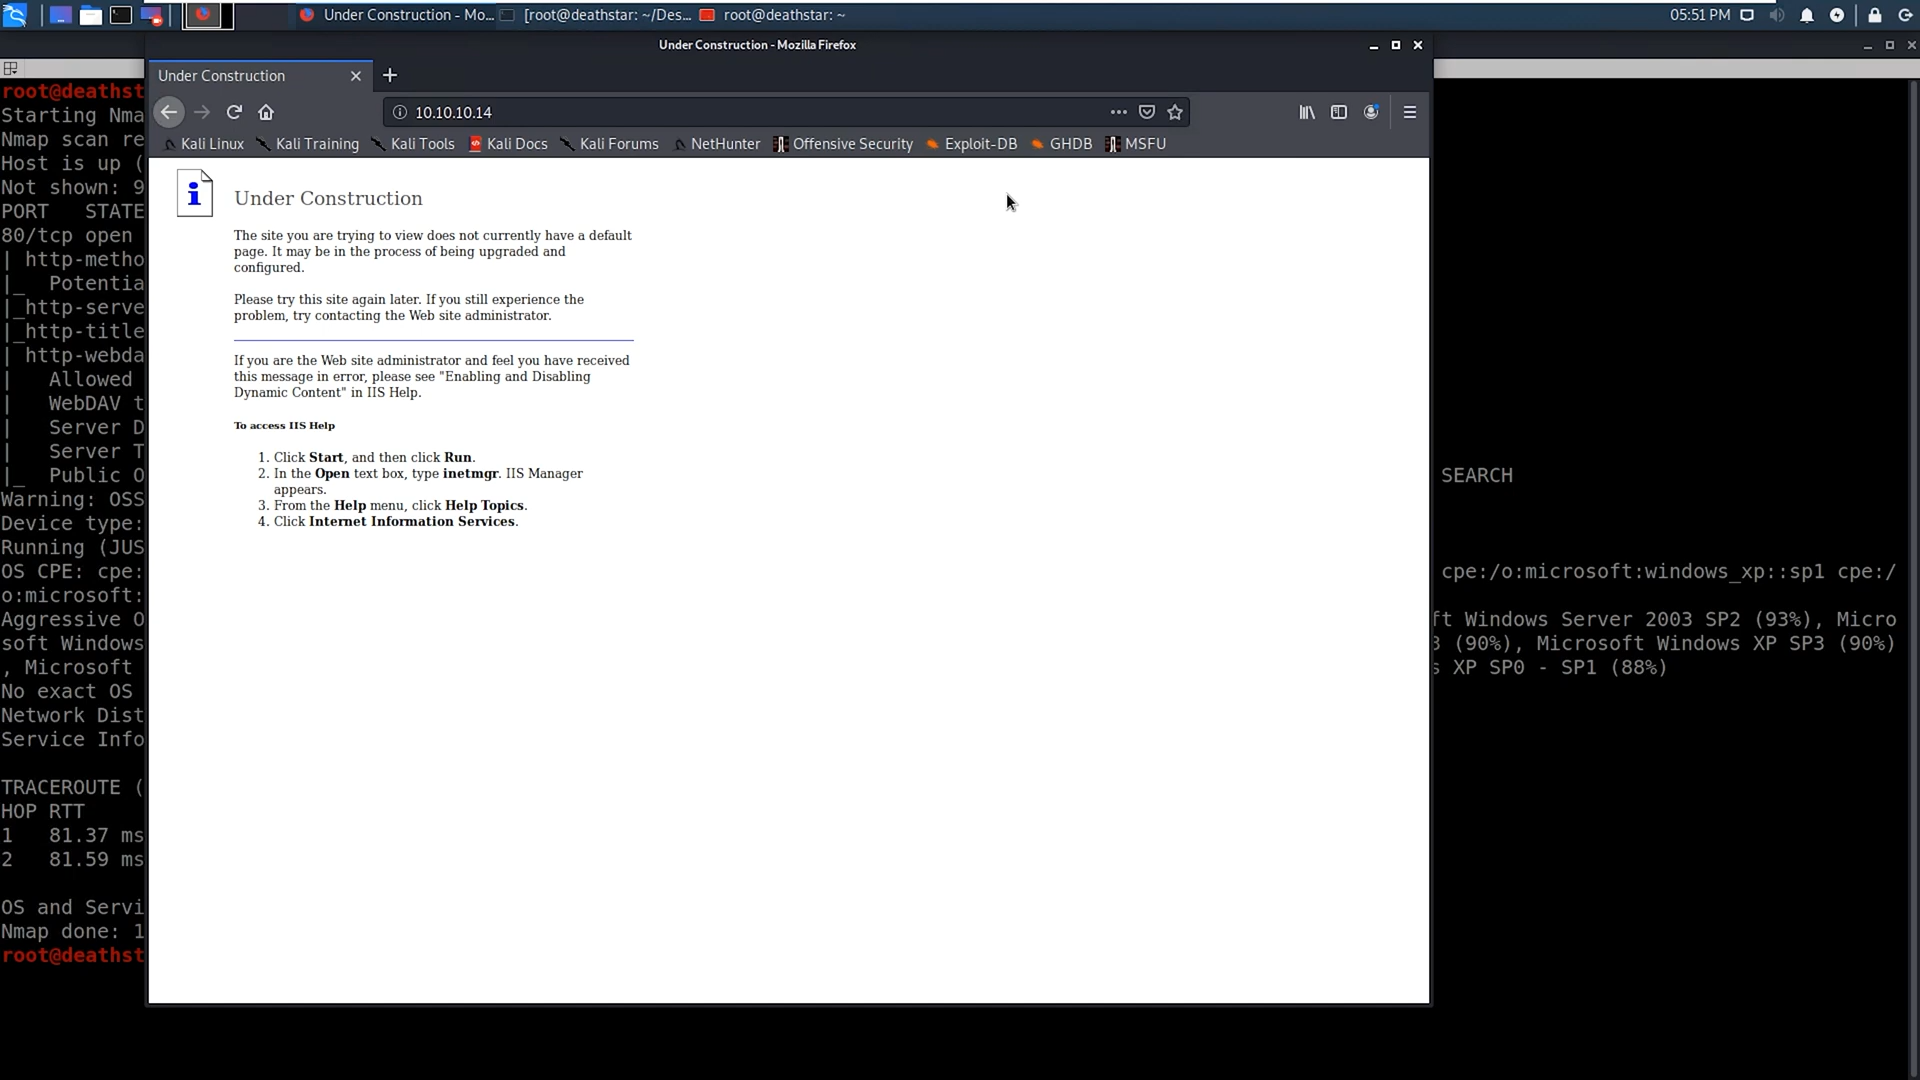 Under Construction - Mo... [root@deathstar: ~/Des... root@deathstar: ~ 05:51 PM
Under Construction - Mozilla Firefox
Under Construction
10.10.10.14
Kali Linux Kali Training Kali Tools Kali Docs Kali Forums NetHunter Offensive Security Exploit-DB GHDB MSFU
i
Under Construction
The site you are trying to view does not currently have a default
page. It may be in the process of being upgraded and
configured.
Please try this site again later. If you still experience the
problem, try contacting the Web site administrator.
If you are the Web site administrator and feel you have received
this message in error, please see "Enabling and Disabling
Dynamic Content" in IIS Help.
To access IIS Help
1. Click Start, and then click Run.
2. In the Open text box, type inetmgr. IIS Manager
appears.
3. From the Help menu, click Help Topics.
4. Click Internet Information Services.
root@deathst
Starting Nma
Nmap scan re
Host is up (
Not shown: 9
PORT STATE
80/tcp open
| http-metho
|_ Potentia
|_http-serve
|_http-title
| http-webda
| Allowed
| WebDAV t
| Server D
| Server T
|_ Public O SEARCH
Warning: OSS
Device type:
Running (JUS
OS CPE: cpe: cpe:/o:microsoft:windows_xp::sp1 cpe:/
o:microsoft:
Aggressive O ft Windows Server 2003 SP2 (93%), Micro
soft Windows 3 (90%), Microsoft Windows XP SP3 (90%)
, Microsoft s XP SP0 - SP1 (88%)
No exact OS
Network Dist
Service Info
TRACEROUTE (
HOP RTT
1 81.37 ms
2 81.59 ms
OS and Servi
Nmap done: 1
root@deathst